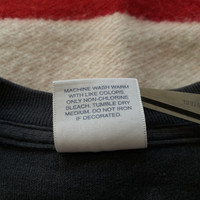 MACHINE WASH WARM
WITH LIKE COLORS
ONLY NON-CHLORINE
BLEACH. TUMBLE DRY
MEDIUM. DO NOT IRON
IF DECORATED.